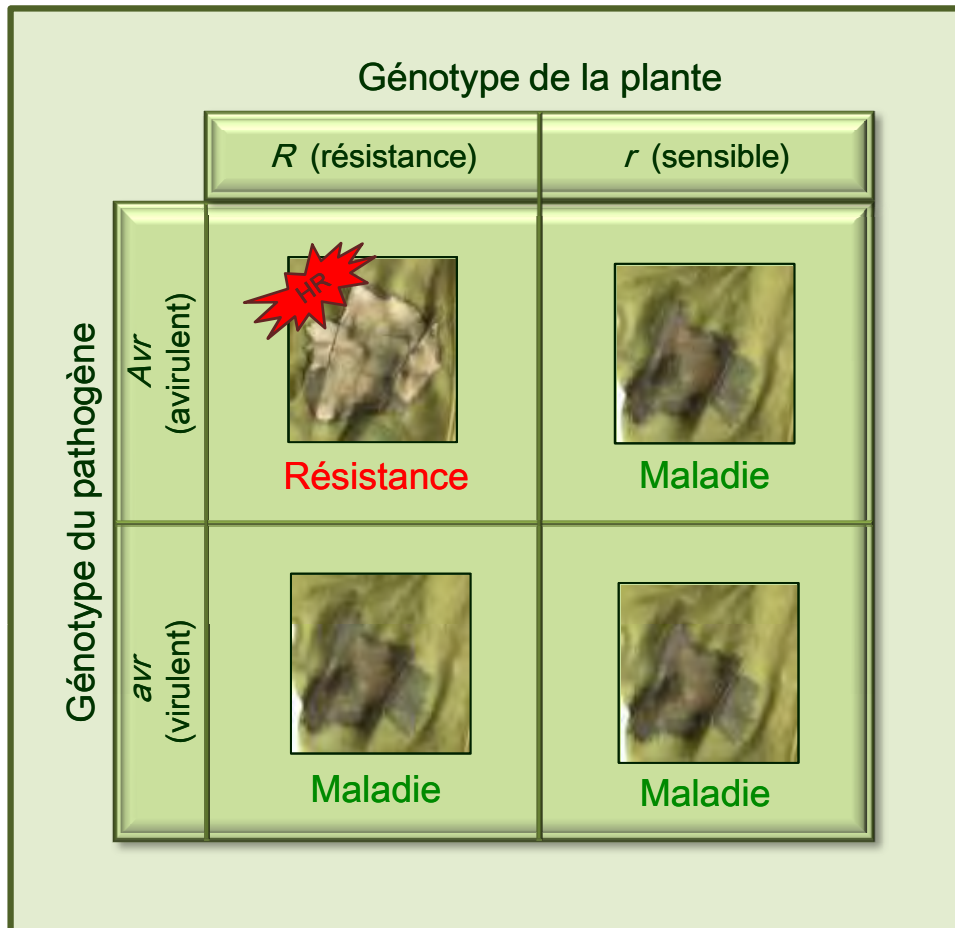 Génotype de la plante
R (résistance)
r (sensible)
Génotype du pathogène
Avr
(avirulent)
HR
Résistance
Maladie
avr
(virulent)
Maladie
Maladie